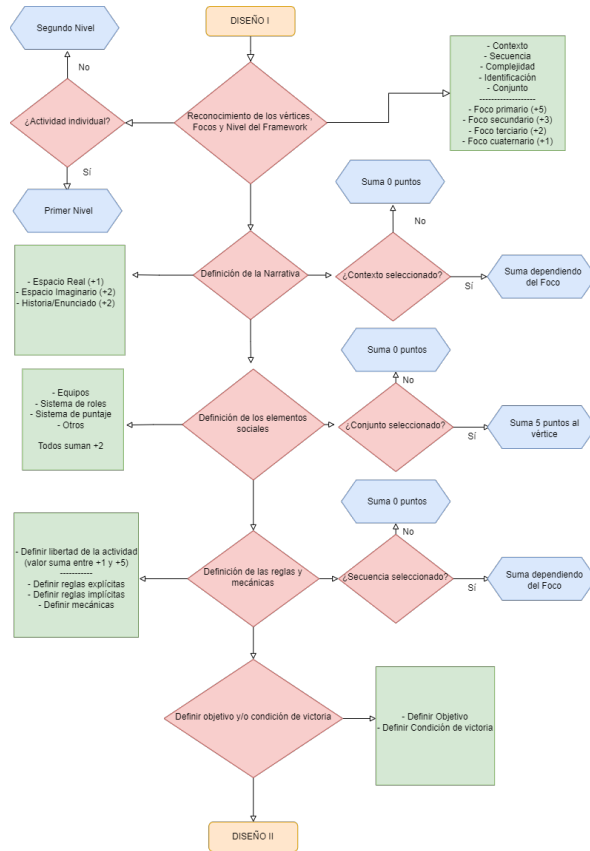 Segundo Nivel
DISEÑO I
No
- Contexto
- Secuencia
- Complejidad
- Identificación
- Conjunto
-------------------
- Foco primario (+5)
- Foco secundario (+3)
- Foco terciario (+2)
- Foco cuaternario (+1)
¿Actividad individual?
Reconocimiento de los vértices,
Focos y Nivel del Framework
Sí
Primer Nivel
Suma 0 puntos
No
- Espacio Real (+1)
- Espacio Imaginario (+2)
- Historia/Enunciado (+2)
Definición de la Narrativa
¿Contexto seleccionado?
Sí
Suma dependiendo
del Foco
Suma 0 puntos
No
- Equipos
- Sistema de roles
- Sistema de puntaje
- Otros
Todos suman +2
Definición de los elementos
sociales
¿Conjunto seleccionado?
Sí
Suma 5 puntos al
vértice
Suma 0 puntos
No
- Definir libertad de la actividad
(valor suma entre +1 y +5)
-----------
- Definir reglas explícitas
- Definir reglas implícitas
- Definir mecánicas
Definición de las reglas y
mecánicas
¿Secuencia seleccionado?
Sí
Suma dependiendo
del Foco
Definir objetivo y/o condición de victoria
- Definir Objetivo
- Definir Condición de victoria
DISEÑO II